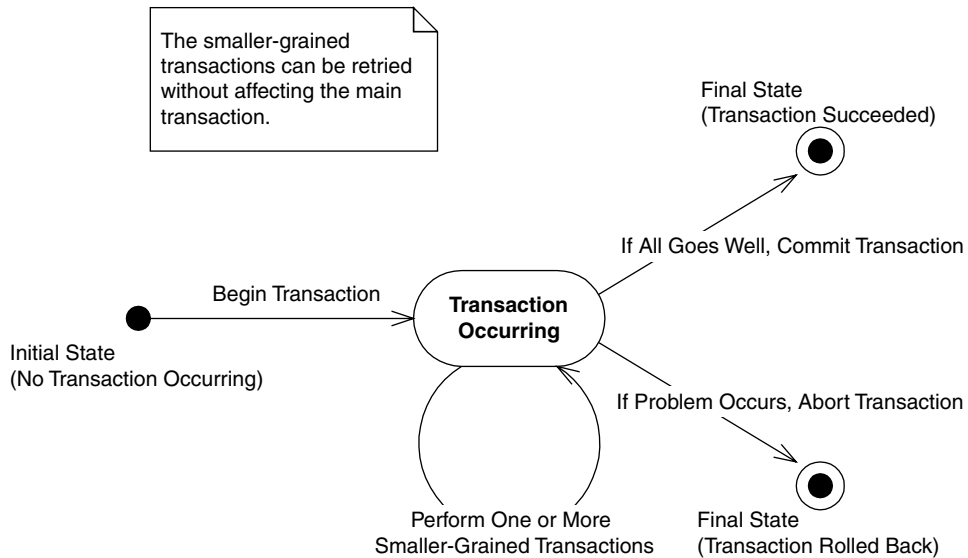 The smaller-grained
transactions can be retried
without affecting the main
transaction.
Final State
(Transaction Succeeded)
If All Goes Well, Commit Transaction
Begin Transaction
Transaction
Occurring
Initial State
(No Transaction Occurring)
If Problem Occurs, Abort Transaction
Perform One or More
Smaller-Grained Transactions
Final State
(Transaction Rolled Back)